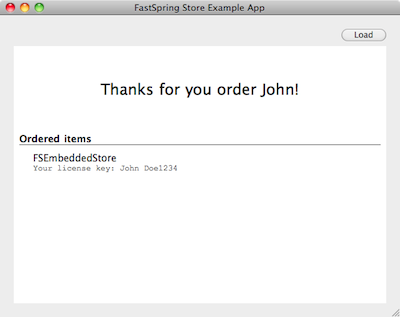 FastSpring Store Example App
Load
Thanks for you order John!
Ordered items
FSEmbeddedStore
Your license key: John Doe1234